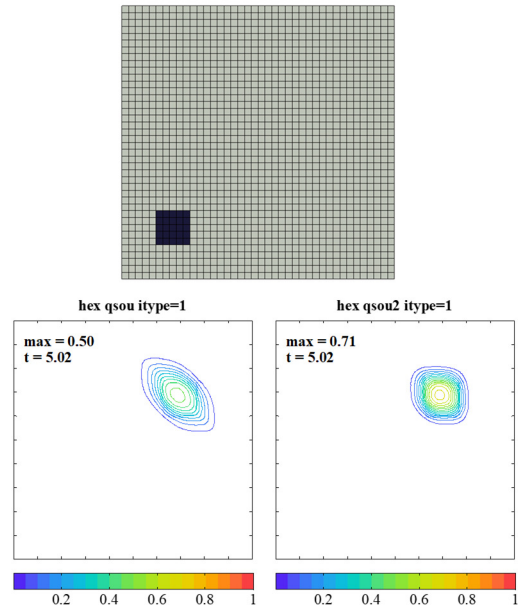 hex qsou itype=1
max = 0.50
t = 5.02
0.2 0.4 0.6 0.8 1
hex qsou2 itype=1
max = 0.71
t = 5.02
0.2 0.4 0.6 0.8 1